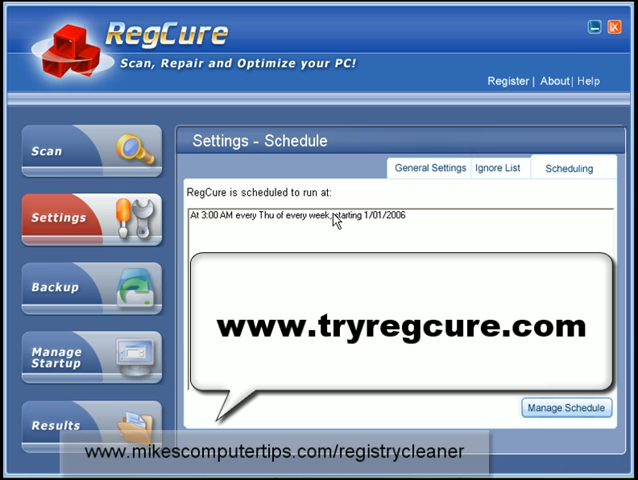 RegCure
Scan, Repair and Optimize your PC!
Register | About | Help
Scan
Settings
Backup
Manage
Startup
Results
Settings - Schedule
General Settings Ignore List Scheduling
RegCure is scheduled to run at:
At 3:00 AM every Thu of every week, starting 1/01/2006
www.tryregcure.com
Manage Schedule
www.mikescomputertips.com/registrycleaner